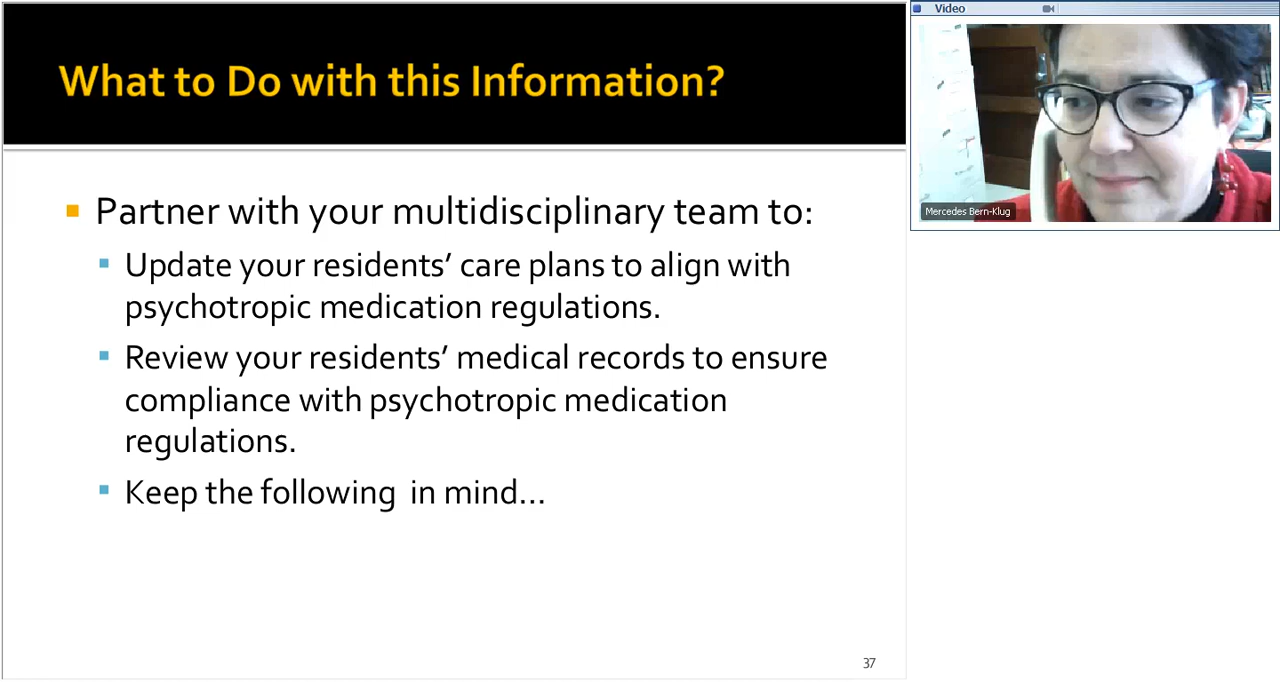 What to Do with this Information?
Partner with your multidisciplinary team to:
Update your residents’ care plans to align with
psychotropic medication regulations.
Review your residents’ medical records to ensure
compliance with psychotropic medication
regulations.
Keep the following  in mind…
37
Video
Mercedes Bern-Klug